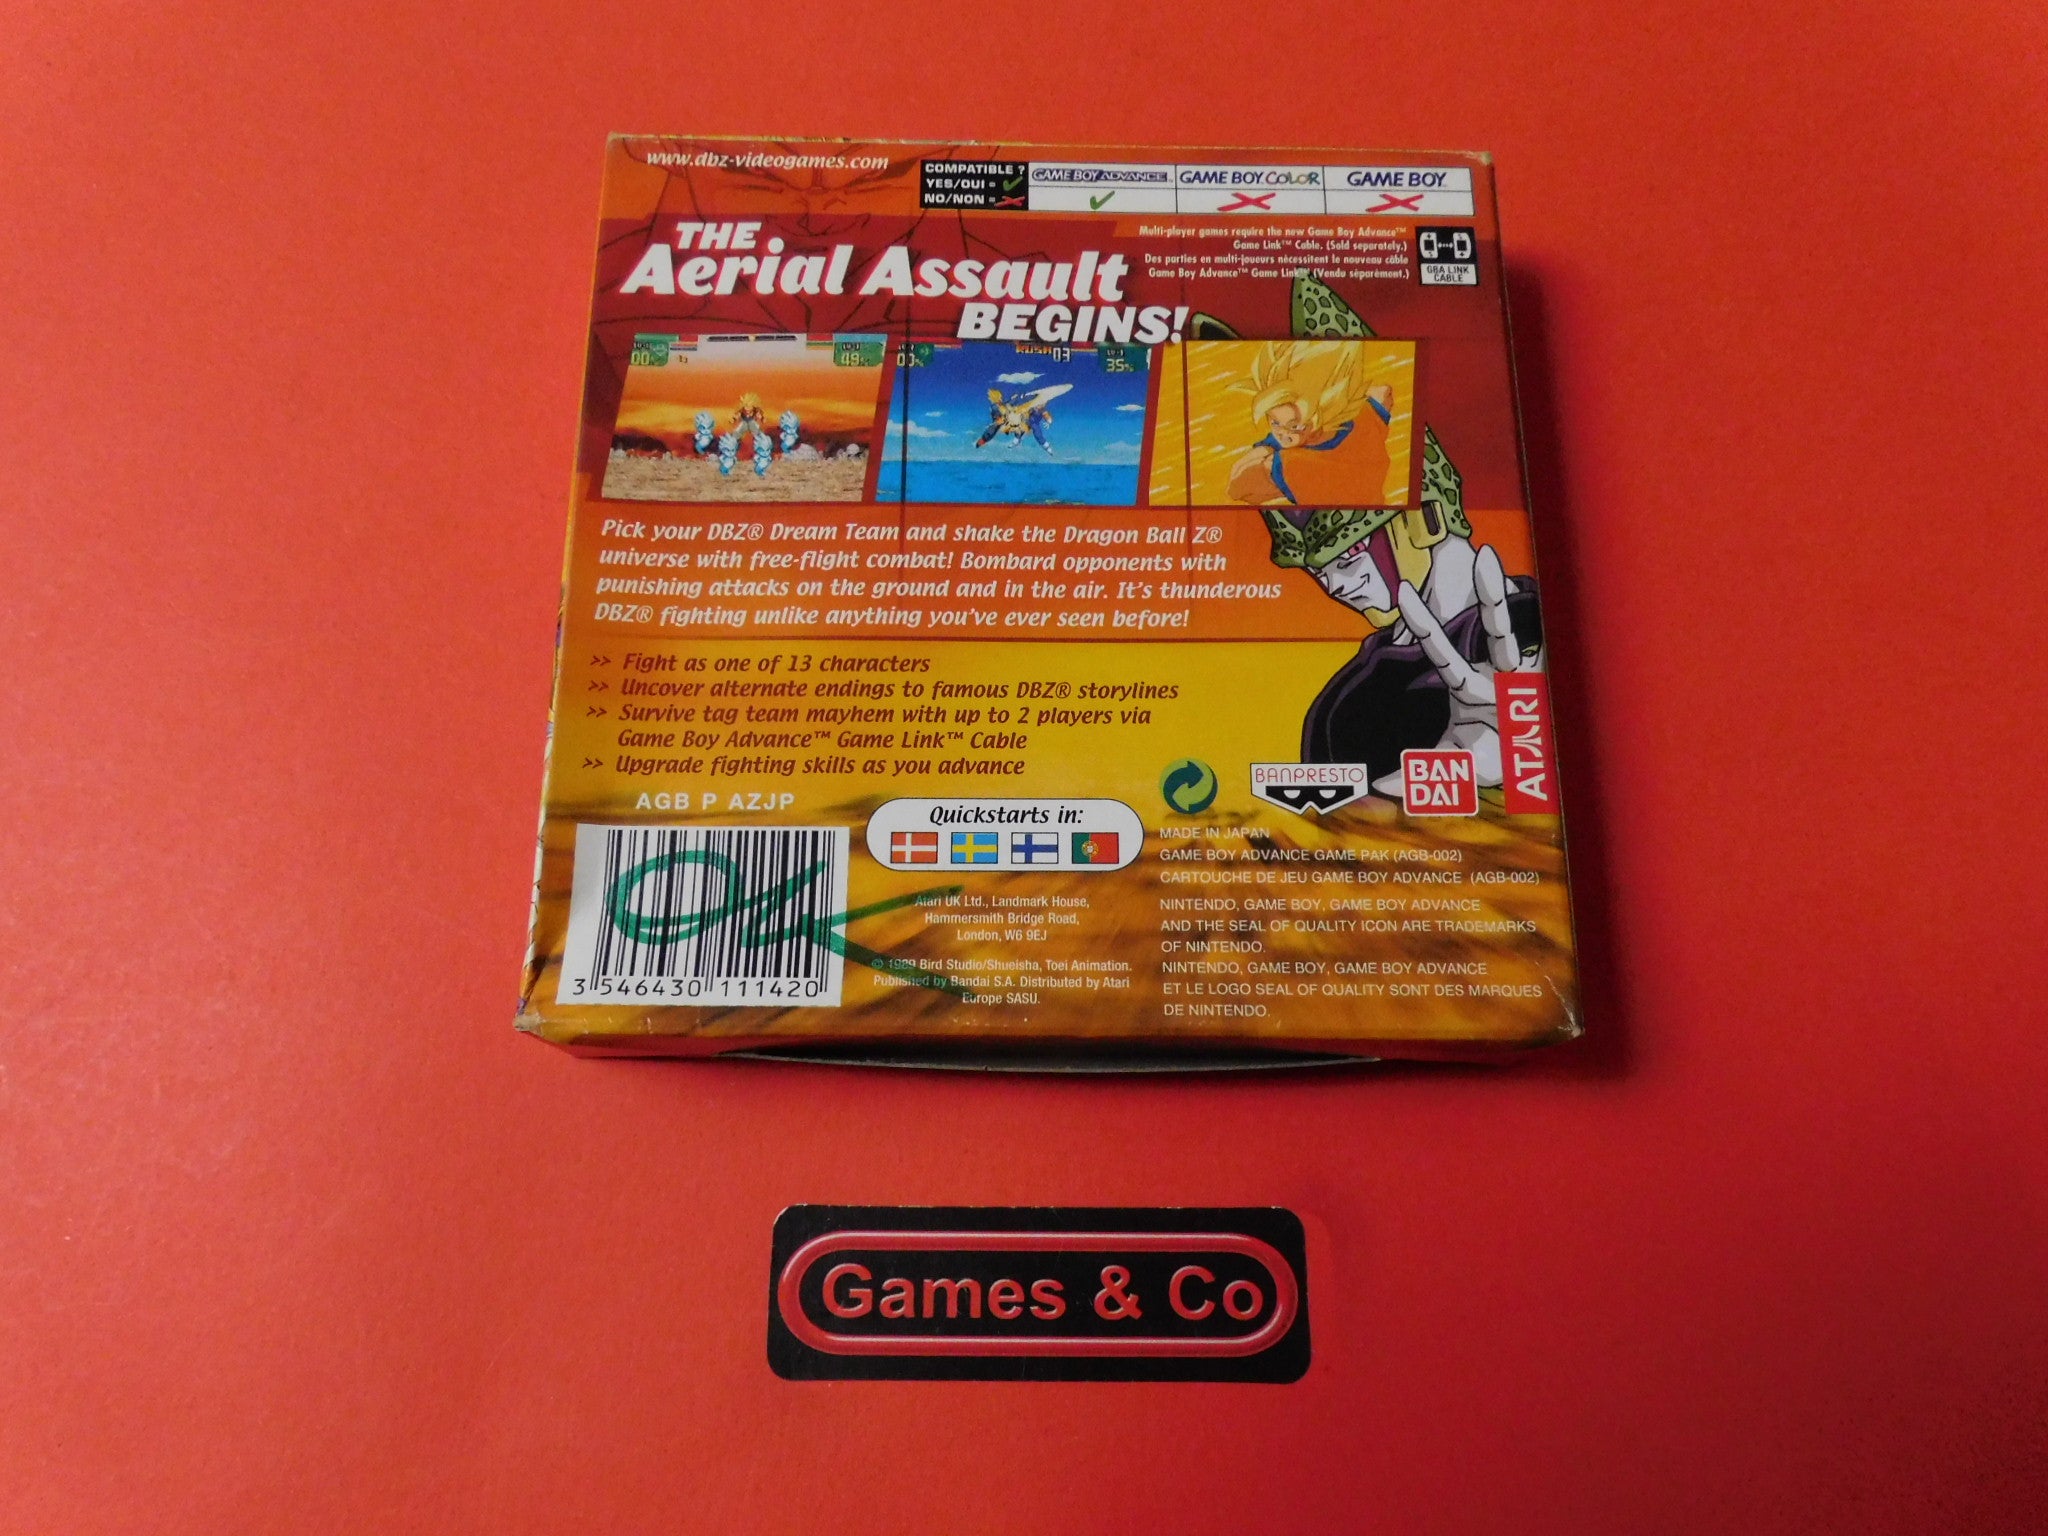 www.dbz-videogames.com
COMPATIBLE ?
YES/OUI =
NO/NON =
GAME BOY ADVANCE™
GAME BOY COLOR
GAME BOY™
THE
Aerial Assault
BEGINS!
Multi-player games require the new Game Boy Advance™
Game Link™ Cable. (Sold separately.)
Des parties en multi-joueurs nécessitent le nouveau câble
Game Boy Advance™ Game Link™ (Vendu séparément.)
GBA LINK
CABLE
49%
RUSH 03
35%
Pick your DBZ® Dream Team and shake the Dragon Ball Z®
universe with free-flight combat! Bombard opponents with
punishing attacks on the ground and in the air. It's thunderous
DBZ® fighting unlike anything you've ever seen before!
>> Fight as one of 13 characters
>> Uncover alternate endings to famous DBZ® storylines
>> Survive tag team mayhem with up to 2 players via
Game Boy Advance™ Game Link™ Cable
>> Upgrade fighting skills as you advance
AGB P AZJP
BANPRESTO
BAN
DAI
ATARI
Quickstarts in:
OK
3 546430 111420
Atari UK Ltd., Landmark House,
Hammersmith Bridge Road,
London, W6 9EJ
© 1989 Bird Studio/Shueisha, Toei Animation.
Published by Bandai S.A. Distributed by Atari
Europe SASU.
MADE IN JAPAN
GAME BOY ADVANCE GAME PAK (AGB-002)
CARTOUCHE DE JEU GAME BOY ADVANCE (AGB-002)
NINTENDO, GAME BOY, GAME BOY ADVANCE
AND THE SEAL OF QUALITY ICON ARE TRADEMARKS
OF NINTENDO.
NINTENDO, GAME BOY, GAME BOY ADVANCE
ET LE LOGO SEAL OF QUALITY SONT DES MARQUES
DE NINTENDO.
Games & Co